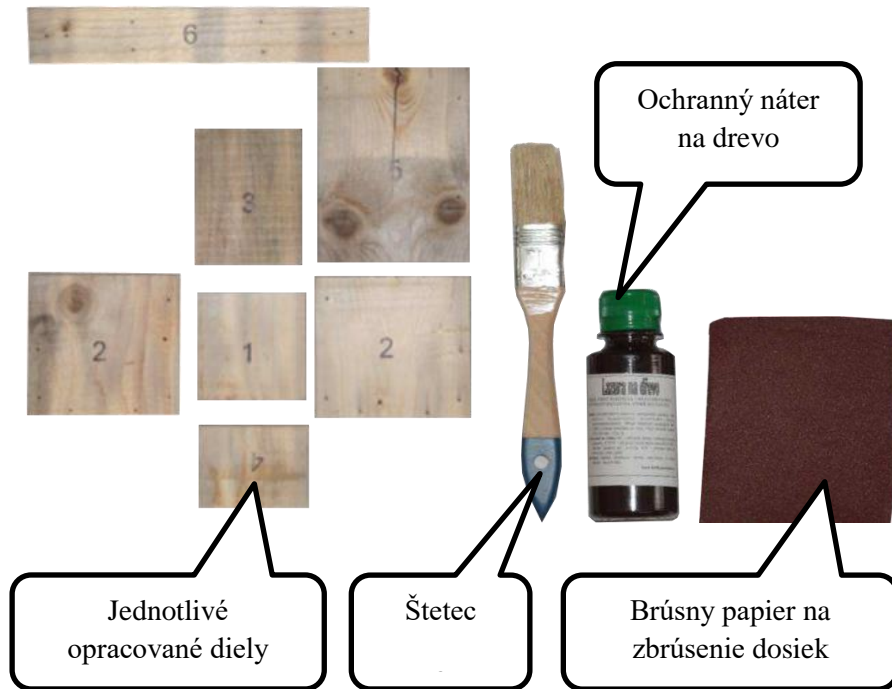 6
5
3
2
1
2
4
Ochranný náter
na drevo
Lazura na dřevo
Jednotlivé
opracované diely
Štetec
Brúsny papier na
zbrúsenie dosiek